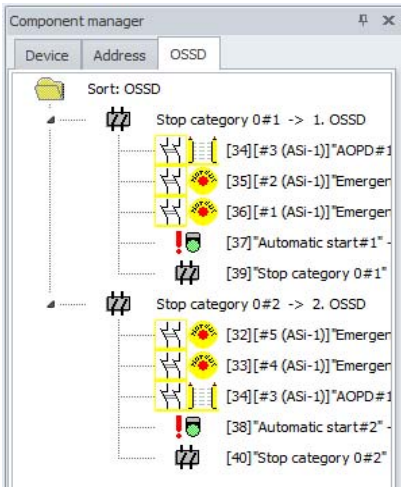 Component manager
Device Address OSSD
Sort: OSSD
Stop category 0#1 -> 1. OSSD
[34][#3 (ASi-1)]"AOPD#1
[35][#2 (ASi-1)]"Emergen
[36][#1 (ASi-1)]"Emergen
[37]"Automatic start#1" -
[39]"Stop category 0#1"
Stop category 0#2 -> 2. OSSD
[32][#5 (ASi-1)]"Emergen
[33][#4 (ASi-1)]"Emergen
[34][#3 (ASi-1)]"AOPD#1
[38]"Automatic start#2" -
[40]"Stop category 0#2"